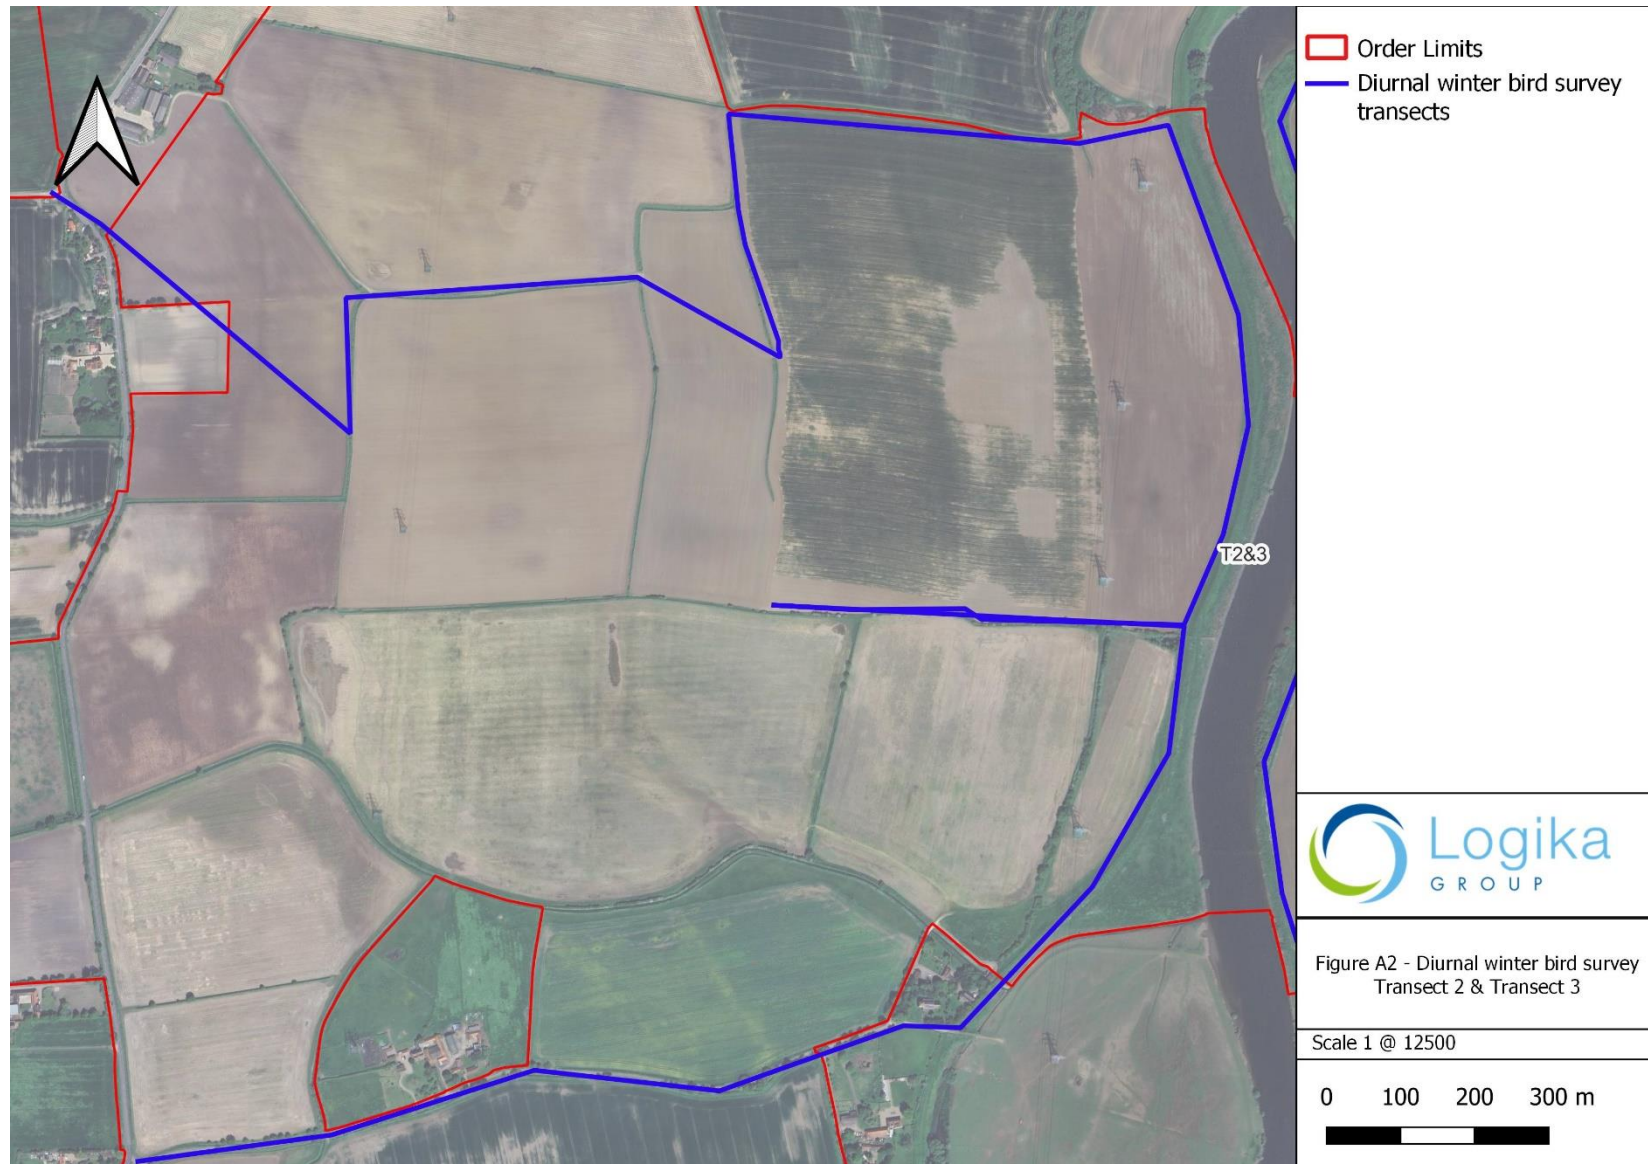 Order Limits
Diurnal winter bird survey
transects
T2&3
Logika
GROUP
Figure A2 - Diurnal winter bird survey
Transect 2 & Transect 3
Scale 1 @ 12500
0 100 200 300 m